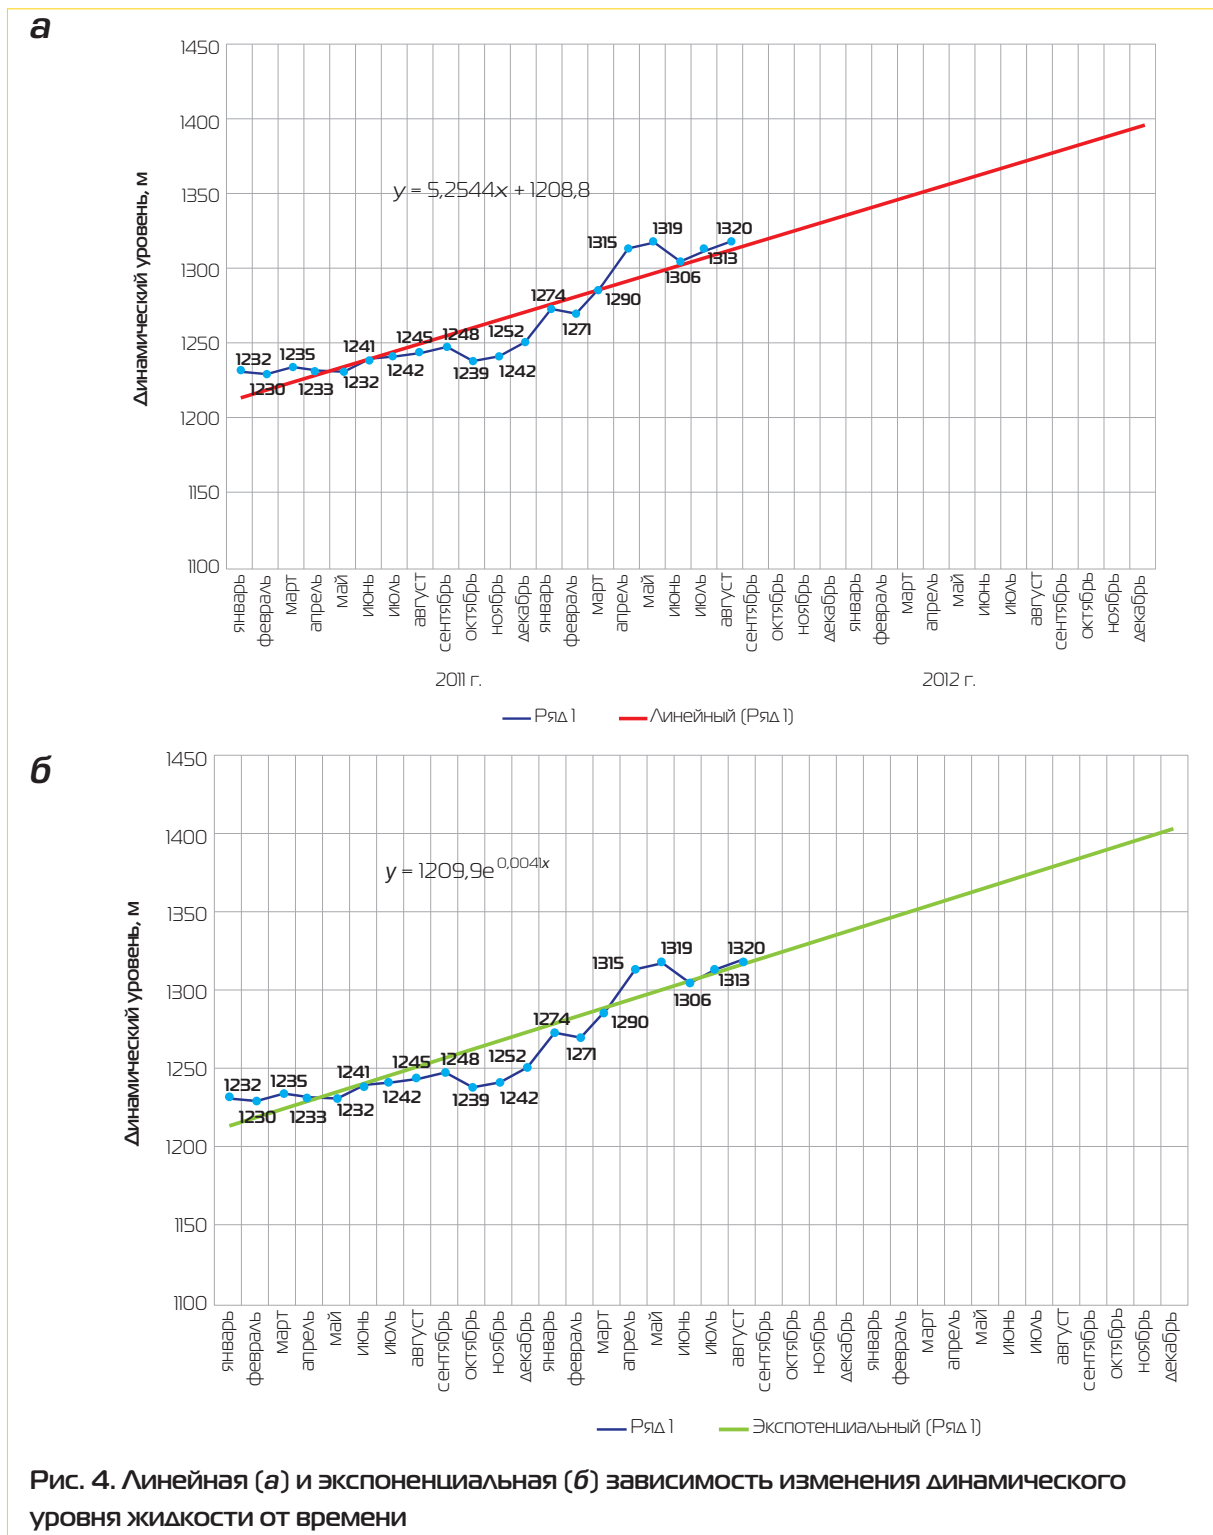 а
1450
1400
1350
1300
1250
1200
1150
1100
Динамический уровень, м
y = 5,2544x + 1208,8
1232
1230
1235
1233
1232
1241
1242
1245
1248
1239
1242
1252
1274
1271
1290
1315
1319
1306
1313
1320
январь
февраль
март
апрель
май
июнь
июль
август
сентябрь
октябрь
ноябрь
декабрь
январь
февраль
март
апрель
май
июнь
июль
август
сентябрь
октябрь
ноябрь
декабрь
январь
февраль
март
апрель
май
июнь
июль
август
сентябрь
октябрь
ноябрь
декабрь
2011 г. 2012 г.
Ряд 1 Линейный (Ряд 1)
б
1450
1400
1350
1300
1250
1200
1150
1100
Динамический уровень, м
y = 1209,9e^0,0041x
1232
1230
1235
1233
1232
1241
1242
1245
1248
1239
1242
1252
1274
1271
1290
1315
1319
1306
1313
1320
январь
февраль
март
апрель
май
июнь
июль
август
сентябрь
октябрь
ноябрь
декабрь
январь
февраль
март
апрель
май
июнь
июль
август
сентябрь
октябрь
ноябрь
декабрь
январь
февраль
март
апрель
май
июнь
июль
август
сентябрь
октябрь
ноябрь
декабрь
Ряд 1 Экспотенциальный (Ряд 1)
Рис. 4. Линейная (а) и экспоненциальная (б) зависимость изменения динамического
уровня жидкости от времени